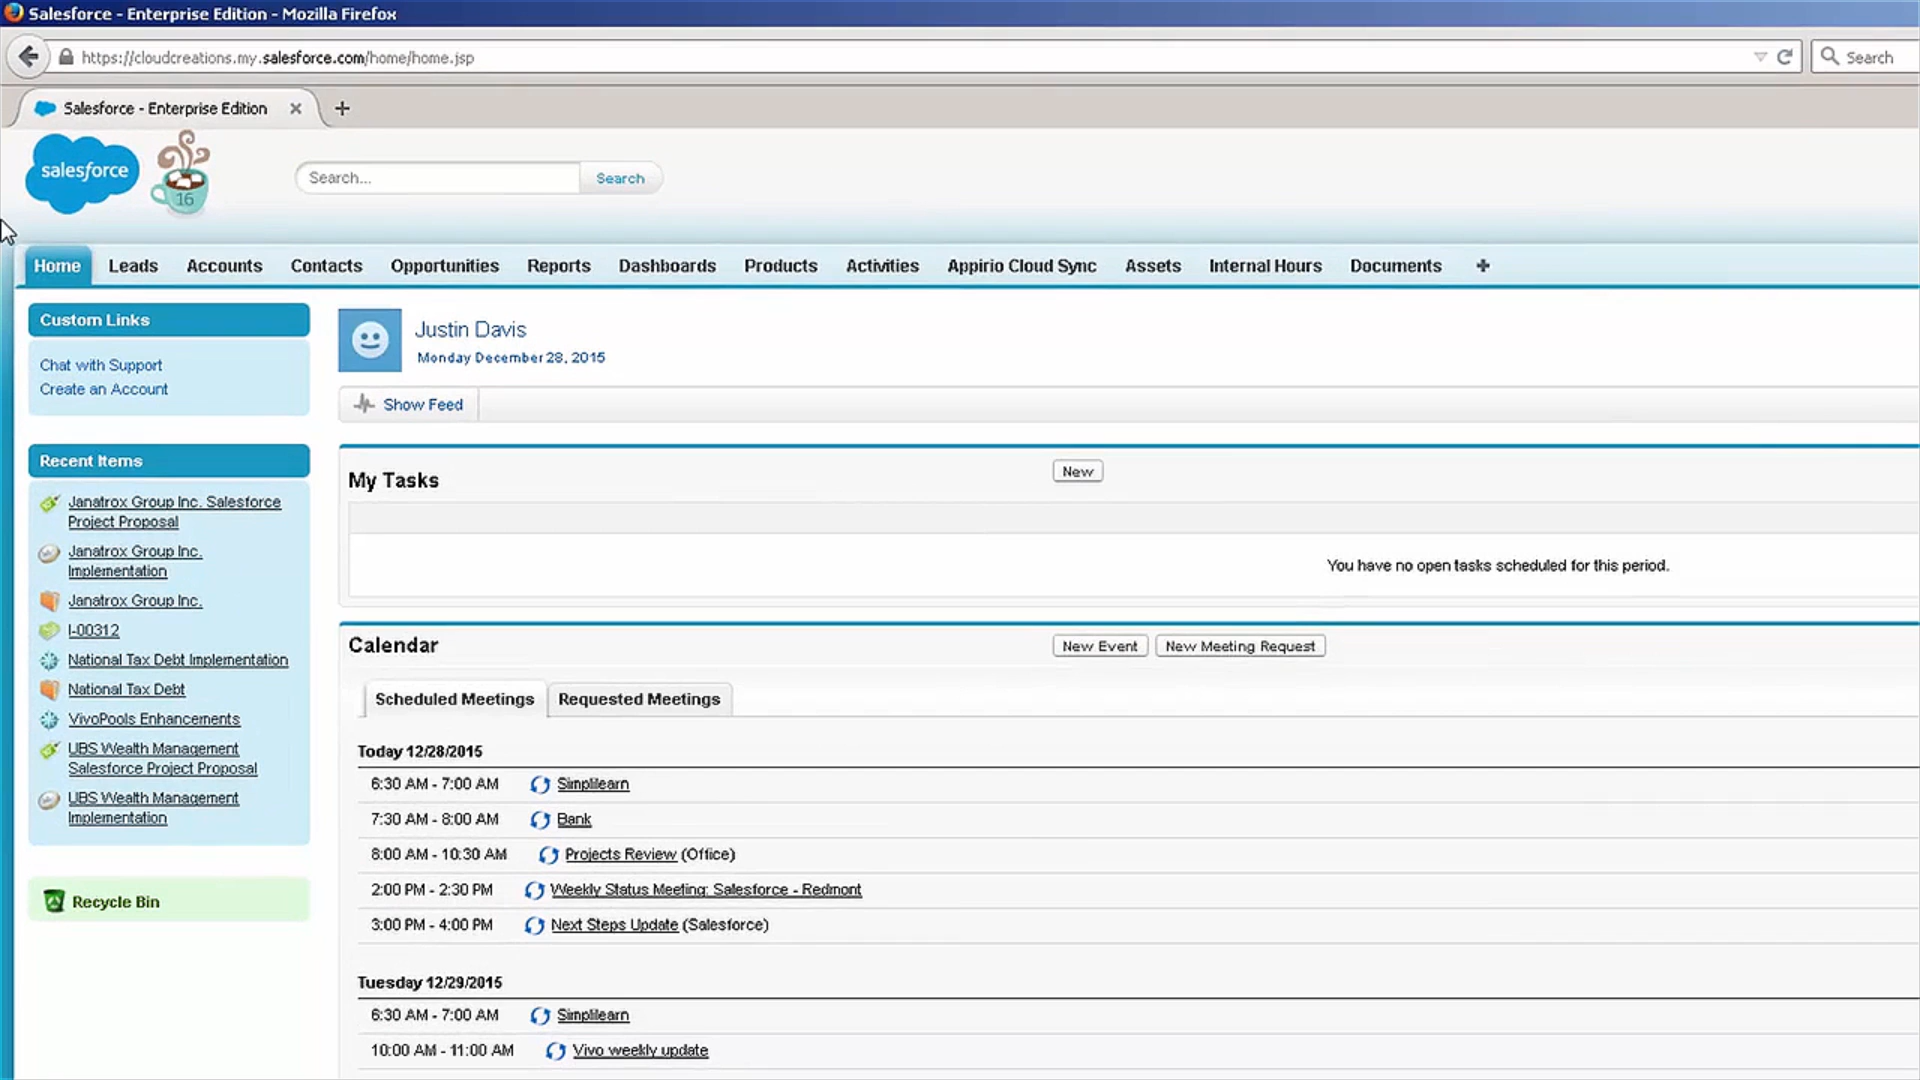 Salesforce - Enterprise Edition - Mozilla Firefox
https://cloudcreations.my.salesforce.com/home/home.jsp
Search
Salesforce - Enterprise Edition
salesforce
16
Search...
Search
Home Leads Accounts Contacts Opportunities Reports Dashboards Products Activities Appirio Cloud Sync Assets Internal Hours Documents +
Custom Links
Chat with Support
Create an Account
Recent Items
Janatrox Group Inc. Salesforce
Project Proposal
Janatrox Group Inc.
Implementation
Janatrox Group Inc.
I-00312
National Tax Debt Implementation
National Tax Debt
VivoPools Enhancements
UBS Wealth Management
Salesforce Project Proposal
UBS Wealth Management
Implementation
Recycle Bin
Justin Davis
Monday December 28, 2015
Show Feed
My Tasks
New
You have no open tasks scheduled for this period.
Calendar
New Event New Meeting Request
Scheduled Meetings Requested Meetings
Today 12/28/2015
6:30 AM - 7:00 AM Simplilearn
7:30 AM - 8:00 AM Bank
8:00 AM - 10:30 AM Projects Review (Office)
2:00 PM - 2:30 PM Weekly Status Meeting: Salesforce - Redmont
3:00 PM - 4:00 PM Next Steps Update (Salesforce)
Tuesday 12/29/2015
6:30 AM - 7:00 AM Simplilearn
10:00 AM - 11:00 AM Vivo weekly update